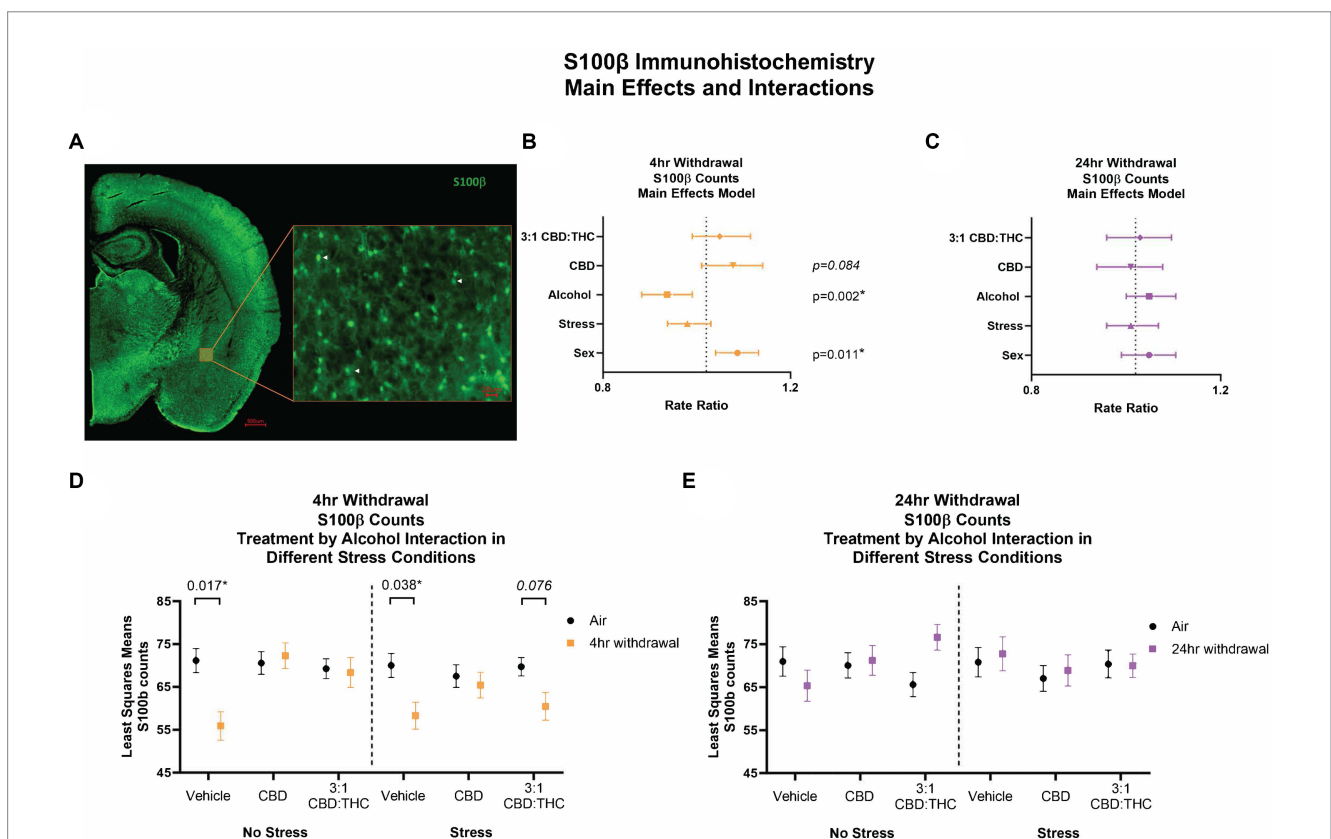 S100β Immunohistochemistry
Main Effects and Interactions
A
S100β
500um
B
4hr Withdrawal
S100β Counts
Main Effects Model
3:1 CBD:THC
CBD
p=0.084
Alcohol
p=0.002*
Stress
Sex
p=0.011*
0.8
1.2
Rate Ratio
C
24hr Withdrawal
S100β Counts
Main Effects Model
3:1 CBD:THC
CBD
Alcohol
Stress
Sex
0.8
1.2
Rate Ratio
D
4hr Withdrawal
S100β Counts
Treatment by Alcohol Interaction in
Different Stress Conditions
0.017*
0.038*
0.076
Least Squares Means
S100b counts
85
75
65
55
45
Air
4hr withdrawal
Vehicle
CBD
3:1
CBD:THC
Vehicle
CBD
3:1
CBD:THC
No Stress
Stress
E
24hr Withdrawal
S100β Counts
Treatment by Alcohol Interaction in
Different Stress Conditions
Least Squares Means
S100b counts
85
75
65
55
45
Air
24hr withdrawal
Vehicle
CBD
3:1
CBD:THC
Vehicle
CBD
3:1
CBD:THC
No Stress
Stress